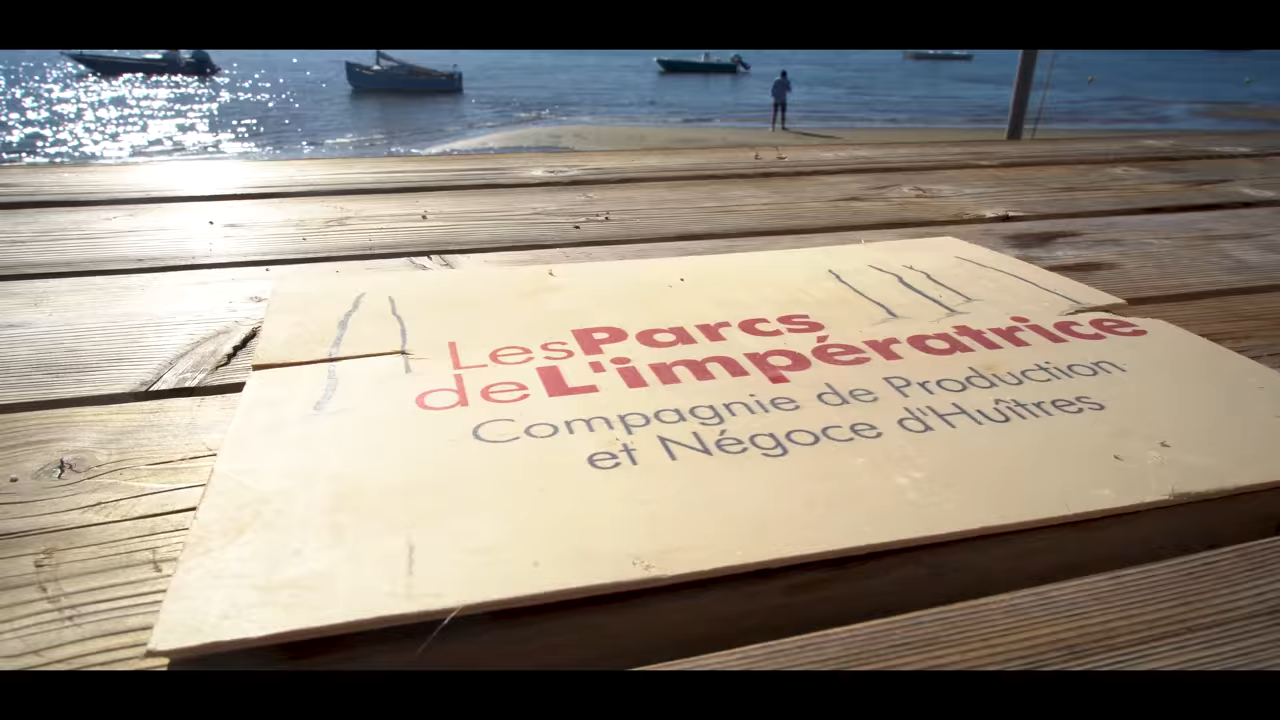 Les Parcs
de L'impératrice
Compagnie de Production
et Négoce d'Huîtres